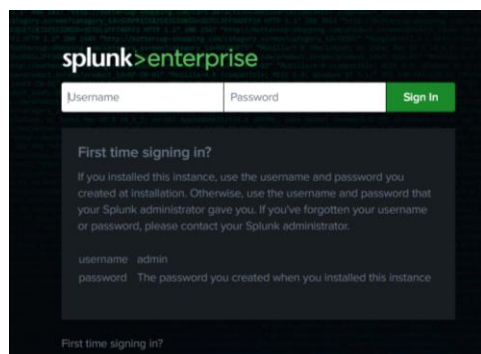 splunk>enterprise
Username Password Sign In
First time signing in?
If you installed this instance, use the username and password you
created at installation. Otherwise, use the username and password that
your Splunk administrator gave you. If you've forgotten your username
or password, please contact your Splunk administrator.
username admin
password The password you created when you installed this instance
First time signing in?